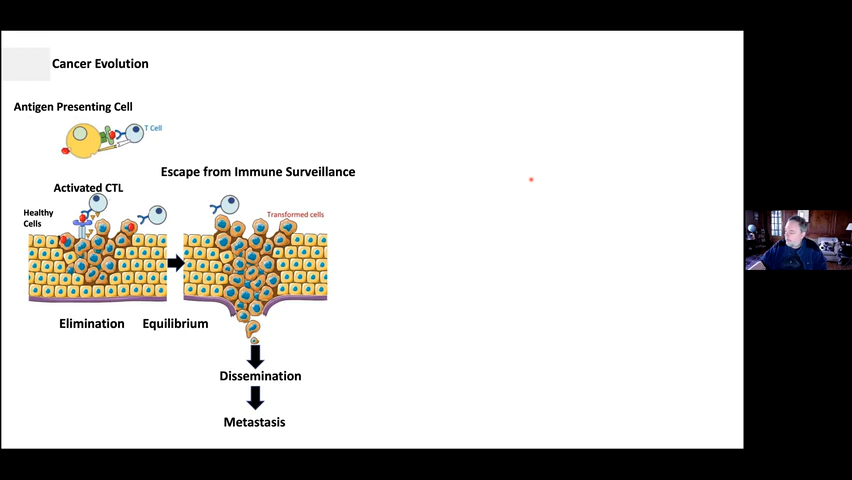 Cancer Evolution
Antigen Presenting Cell
T Cell
Escape from Immune Surveillance
Activated CTL
Healthy
Cells
Transformed cells
Elimination
Equilibrium
Dissemination
Metastasis